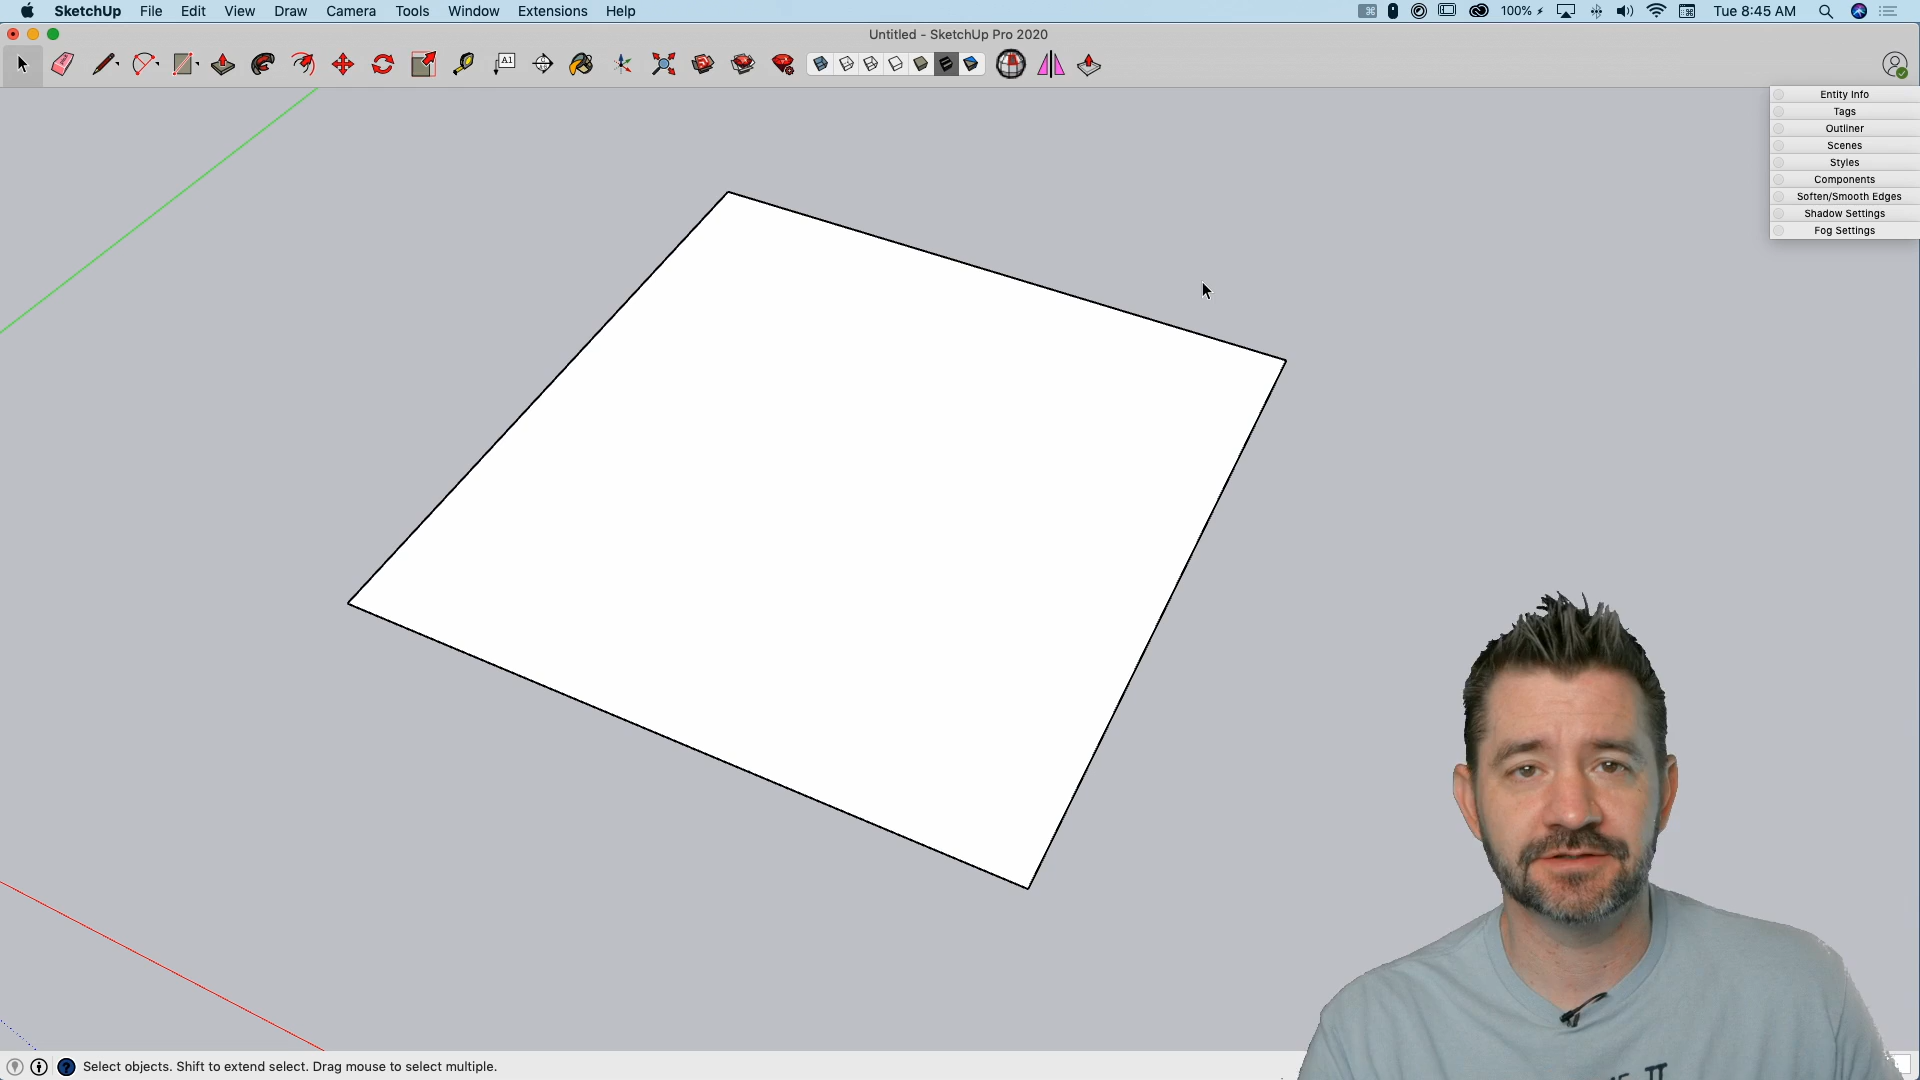 SketchUp File Edit View Draw Camera Tools Window Extensions Help
100% Tue 8:45 AM
Untitled - SketchUp Pro 2020
A1
Entity Info
Tags
Outliner
Scenes
Styles
Components
Soften/Smooth Edges
Shadow Settings
Fog Settings
Select objects. Shift to extend select. Drag mouse to select multiple.